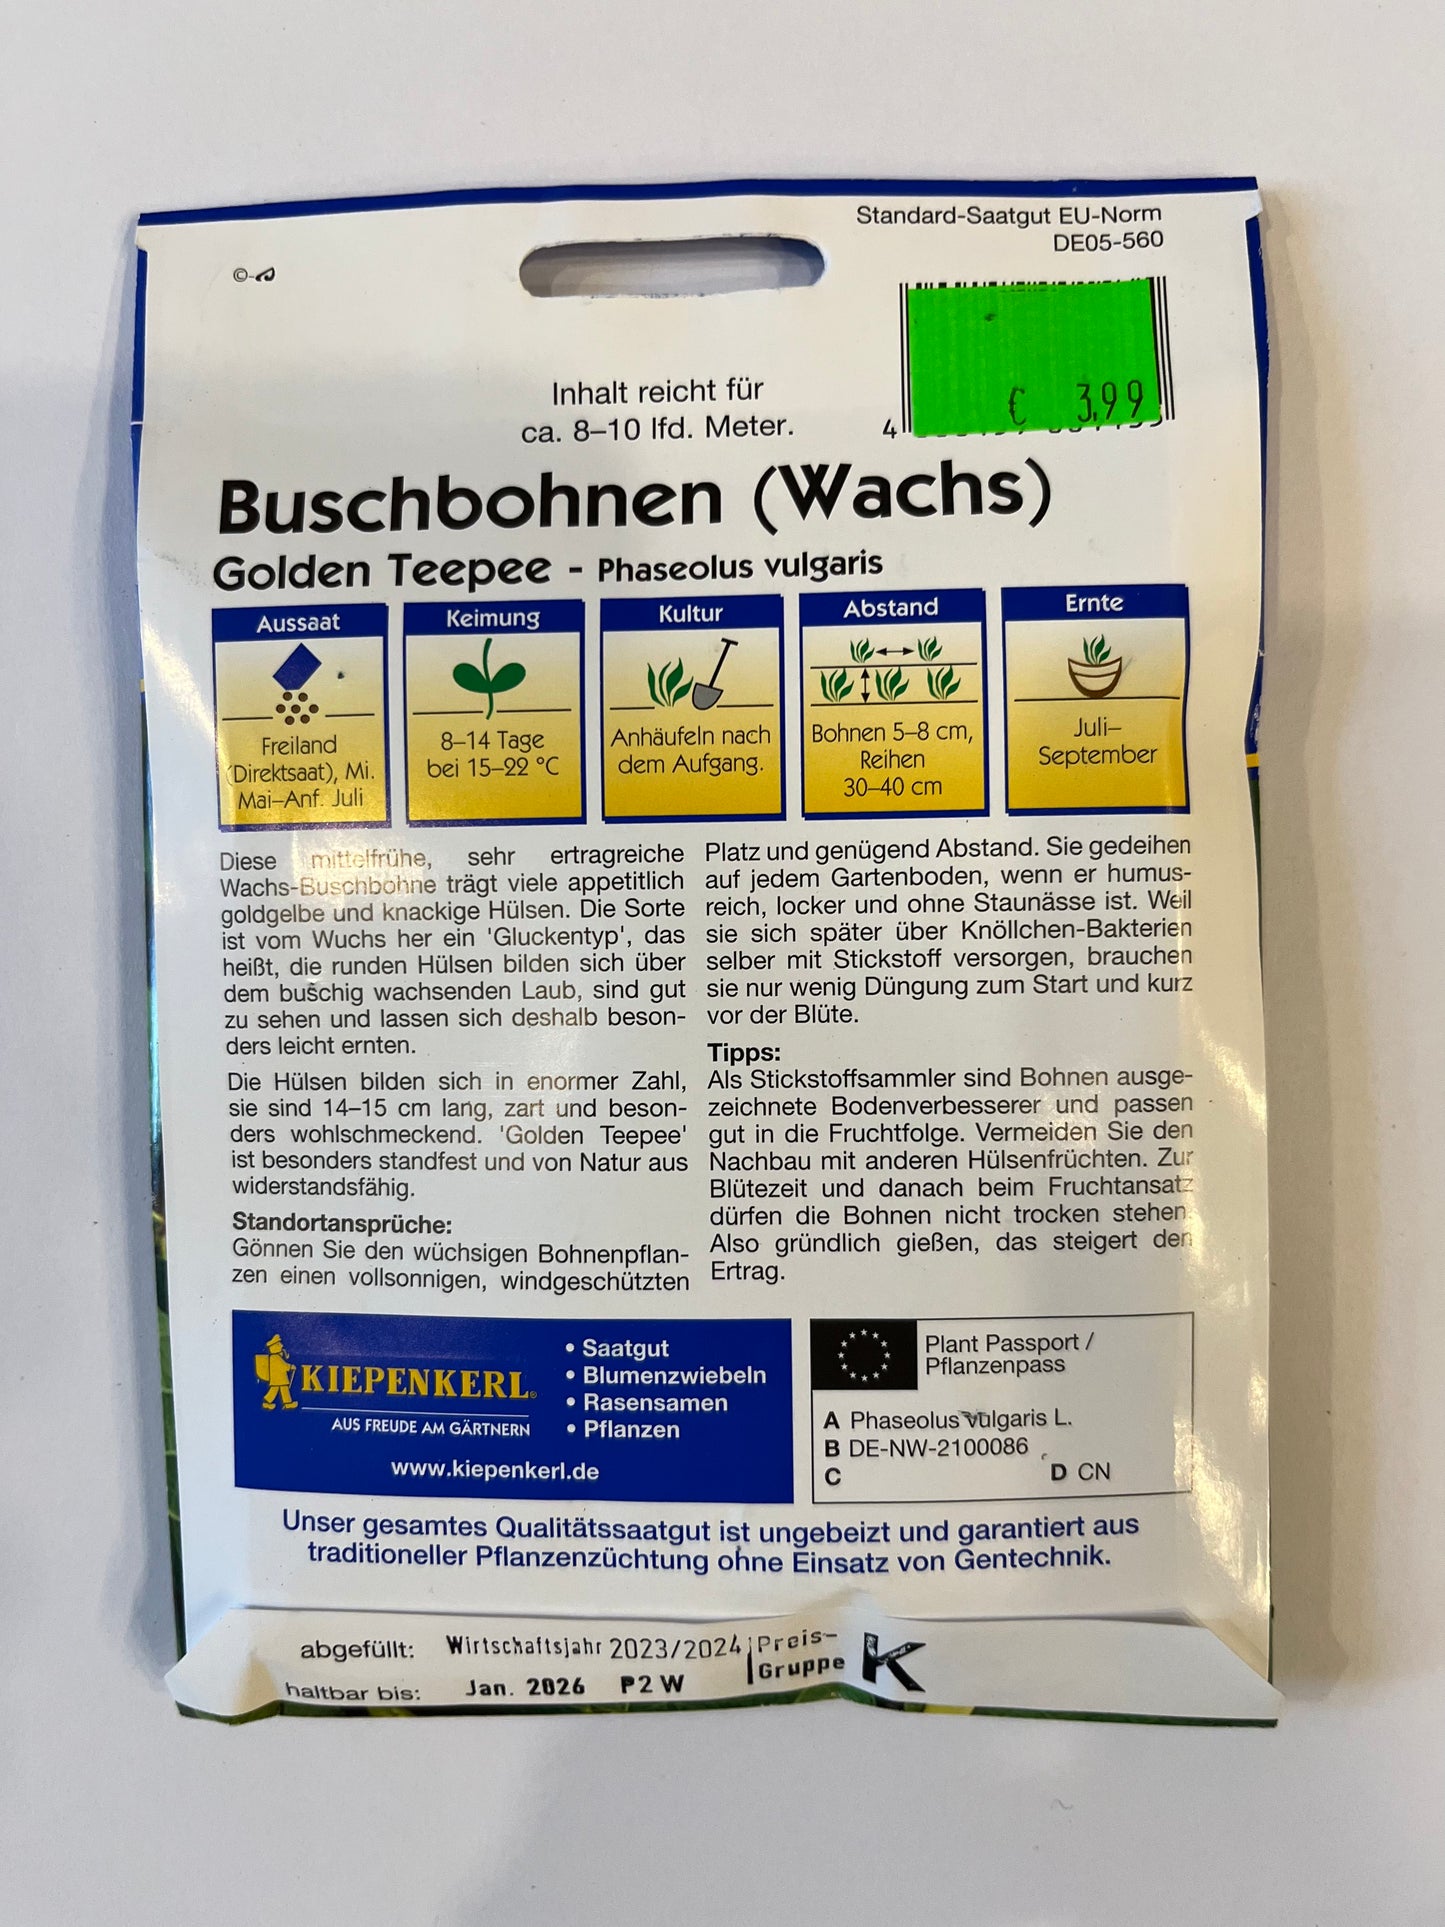 Standard-Saatgut EU-Norm
DE05-560
©
Inhalt reicht für
ca. 8–10 lfd. Meter.
€ 3,99
4
Buschbohnen (Wachs)
Golden Teepee - Phaseolus vulgaris
Aussaat
Freiland
(Direktsaat), Mi.
Mai–Anf. Juli
Keimung
8–14 Tage
bei 15–22 °C
Kultur
Anhäufeln nach
dem Aufgang.
Abstand
Bohnen 5–8 cm,
Reihen
30–40 cm
Ernte
Juli–
September
Diese mittelfrühe, sehr ertragreiche
Wachs-Buschbohne trägt viele appetitlich
goldgelbe und knackige Hülsen. Die Sorte
ist vom Wuchs her ein 'Gluckentyp', das
heißt, die runden Hülsen bilden sich über
dem buschig wachsenden Laub, sind gut
zu sehen und lassen sich deshalb beson-
ders leicht ernten.
Die Hülsen bilden sich in enormer Zahl,
sie sind 14–15 cm lang, zart und beson-
ders wohlschmeckend. 'Golden Teepee'
ist besonders standfest und von Natur aus
widerstandsfähig.
Standortansprüche:
Gönnen Sie den wüchsigen Bohnenpflan-
zen einen vollsonnigen, windgeschützten
Platz und genügend Abstand. Sie gedeihen
auf jedem Gartenboden, wenn er humus-
reich, locker und ohne Staunässe ist. Weil
sie sich später über Knöllchen-Bakterien
selber mit Stickstoff versorgen, brauchen
sie nur wenig Düngung zum Start und kurz
vor der Blüte.
Tipps:
Als Stickstoffsammler sind Bohnen ausge-
zeichnete Bodenverbesserer und passen
gut in die Fruchtfolge. Vermeiden Sie den
Nachbau mit anderen Hülsenfrüchten. Zur
Blütezeit und danach beim Fruchtansatz
dürfen die Bohnen nicht trocken stehen.
Also gründlich gießen, das steigert den
Ertrag.
KIEPENKERL®
AUS FREUDE AM GÄRTNERN
• Saatgut
• Blumenzwiebeln
• Rasensamen
• Pflanzen
www.kiepenkerl.de
Plant Passport /
Pflanzenpass
A Phaseolus vulgaris L.
B DE-NW-2100086
C D CN
Unser gesamtes Qualitätssaatgut ist ungebeizt und garantiert aus
traditioneller Pflanzenzüchtung ohne Einsatz von Gentechnik.
abgefüllt: Wirtschaftsjahr 2023/2024
haltbar bis: Jan. 2026 P2 W
Preis-
Gruppe K